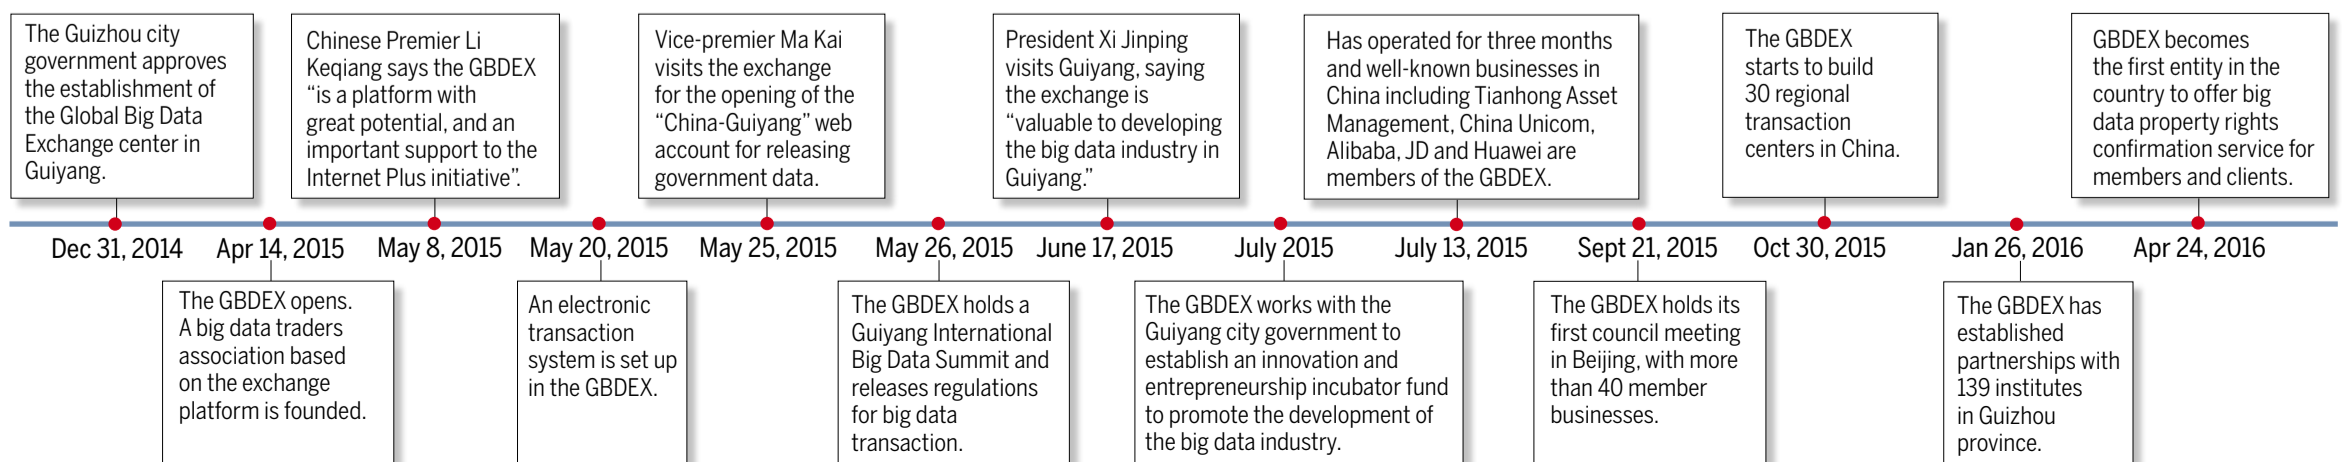 The Guizhou city
government approves
the establishment of
the Global Big Data
Exchange center in
Guiyang.
Chinese Premier Li
Keqiang says the GBDEX
“is a platform with
great potential, and an
important support to the
Internet Plus initiative”.
Vice-premier Ma Kai
visits the exchange
for the opening of the
“China-Guiyang” web
account for releasing
government data.
President Xi Jinping
visits Guiyang, saying
the exchange is
“valuable to developing
the big data industry in
Guiyang.”
Has operated for three months
and well-known businesses in
China including Tianhong Asset
Management, China Unicom,
Alibaba, JD and Huawei are
members of the GBDEX.
The GBDEX
starts to build
30 regional
transaction
centers in China.
GBDEX becomes
the first entity in the
country to offer big
data property rights
confirmation service for
members and clients.
Dec 31, 2014
Apr 14, 2015
May 8, 2015
May 20, 2015
May 25, 2015
May 26, 2015
June 17, 2015
July 2015
July 13, 2015
Sept 21, 2015
Oct 30, 2015
Jan 26, 2016
Apr 24, 2016
The GBDEX opens.
A big data traders
association based
on the exchange
platform is founded.
An electronic
transaction
system is set up
in the GBDEX.
The GBDEX holds a
Guiyang International
Big Data Summit and
releases regulations
for big data
transaction.
The GBDEX works with the
Guiyang city government to
establish an innovation and
entrepreneurship incubator fund
to promote the development of
the big data industry.
The GBDEX holds its
first council meeting
in Beijing, with more
than 40 member
businesses.
The GBDEX has
established
partnerships with
139 institutes
in Guizhou
province.